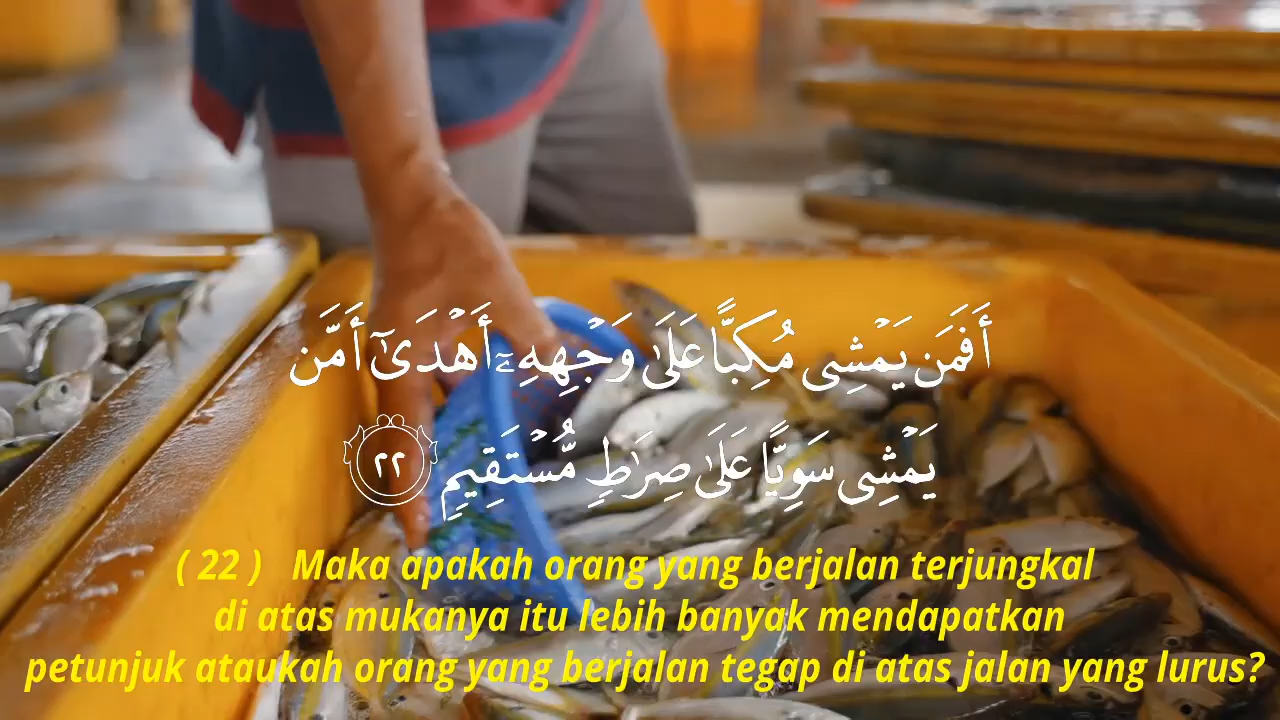 أَفَمَن يَمْشِى مُكِبًّا عَلَىٰ وَجْهِهِۦٓ أَهْدَىٰٓ أَمَّن
يَمْشِى سَوِيًّا عَلَىٰ صِرَٰطٍ مُّسْتَقِيمٍ ٢٢
( 22 ) Maka apakah orang yang berjalan terjungkal
di atas mukanya itu lebih banyak mendapatkan
petunjuk ataukah orang yang berjalan tegap di atas jalan yang lurus?